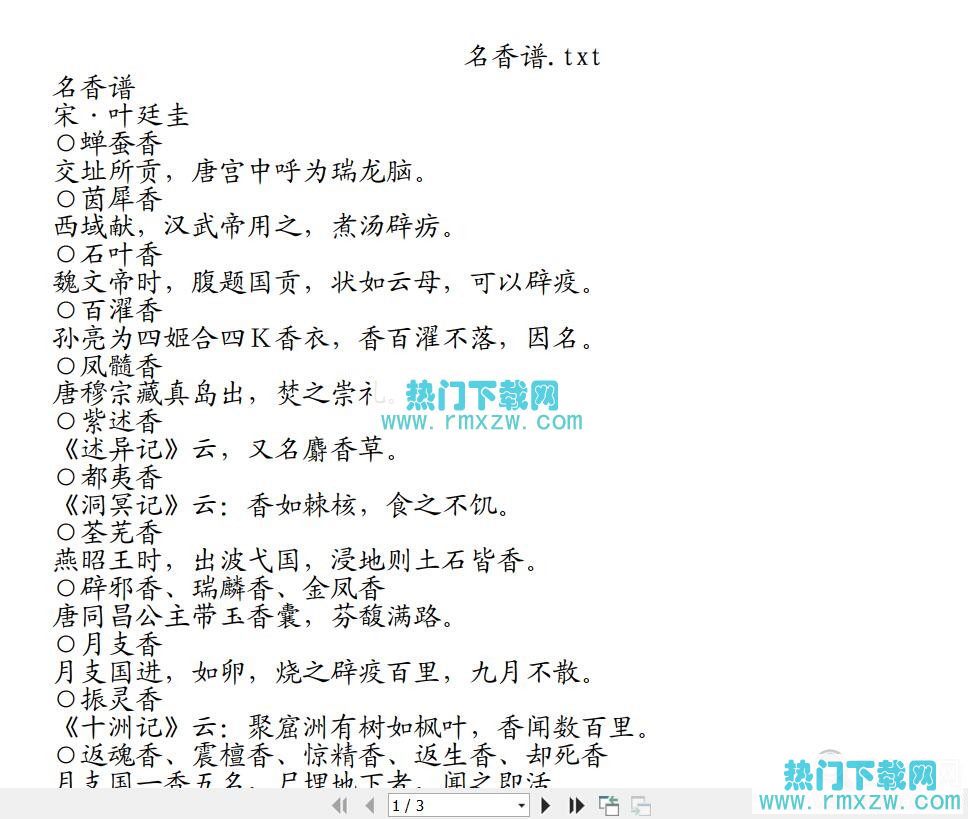 名香谱.txt
名香谱
宋·叶廷圭
○蝉蚕香
交址所贡，唐宫中呼为瑞龙脑。
○茵犀香
西域献，汉武帝用之，煮汤辟疠。
○石叶香
魏文帝时，腹题国贡，状如云母，可以辟疫。
○百濯香
孙亮为四姬合四K香衣，香百濯不落，因名。
○凤髓香
唐穆宗藏真岛出，焚之崇礼。
热门下载网
www.rmxzw.com
○紫述香
《述异记》云，又名麝香草。
○都夷香
《洞冥记》云：香如棘核，食之不饥。
○荃芜香
燕昭王时，出波弋国，浸地则土石皆香。
○辟邪香、瑞麟香、金凤香
唐同昌公主带玉香囊，芬馥满路。
○月支香
月支国进，如卵，烧之辟疫百里，九月不散。
○振灵香
《十洲记》云：聚窟洲有树如枫叶，香闻数百里。
○返魂香、震檀香、惊精香、返生香、却死香
月支国一香五名，尸埋地下者，闻之即活
1/3
热门下载网
www.rmxzw.com